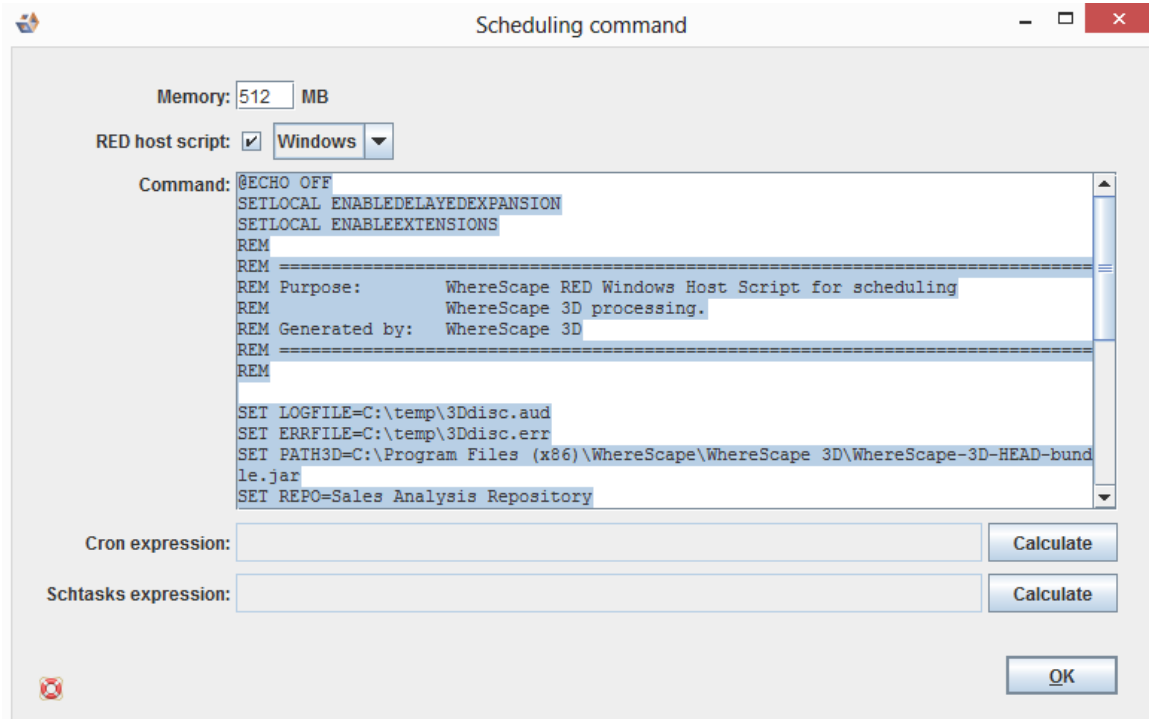 Scheduling command
Memory: 512 MB
RED host script: Windows
Command: @ECHO OFF
SETLOCAL ENABLEDELAYEDEXPANSION
SETLOCAL ENABLEEXTENSIONS
REM
REM ==============================================================================
REM Purpose:        WhereScape RED Windows Host Script for scheduling
REM                 WhereScape 3D processing.
REM Generated by:   WhereScape 3D
REM ==============================================================================
REM
SET LOGFILE=C:\temp\3Ddisc.aud
SET ERRFILE=C:\temp\3Ddisc.err
SET PATH3D=C:\Program Files (x86)\WhereScape\WhereScape 3D\WhereScape-3D-HEAD-bund
le.jar
SET REPO=Sales Analysis Repository
Cron expression: Calculate
Schtasks expression: Calculate
OK